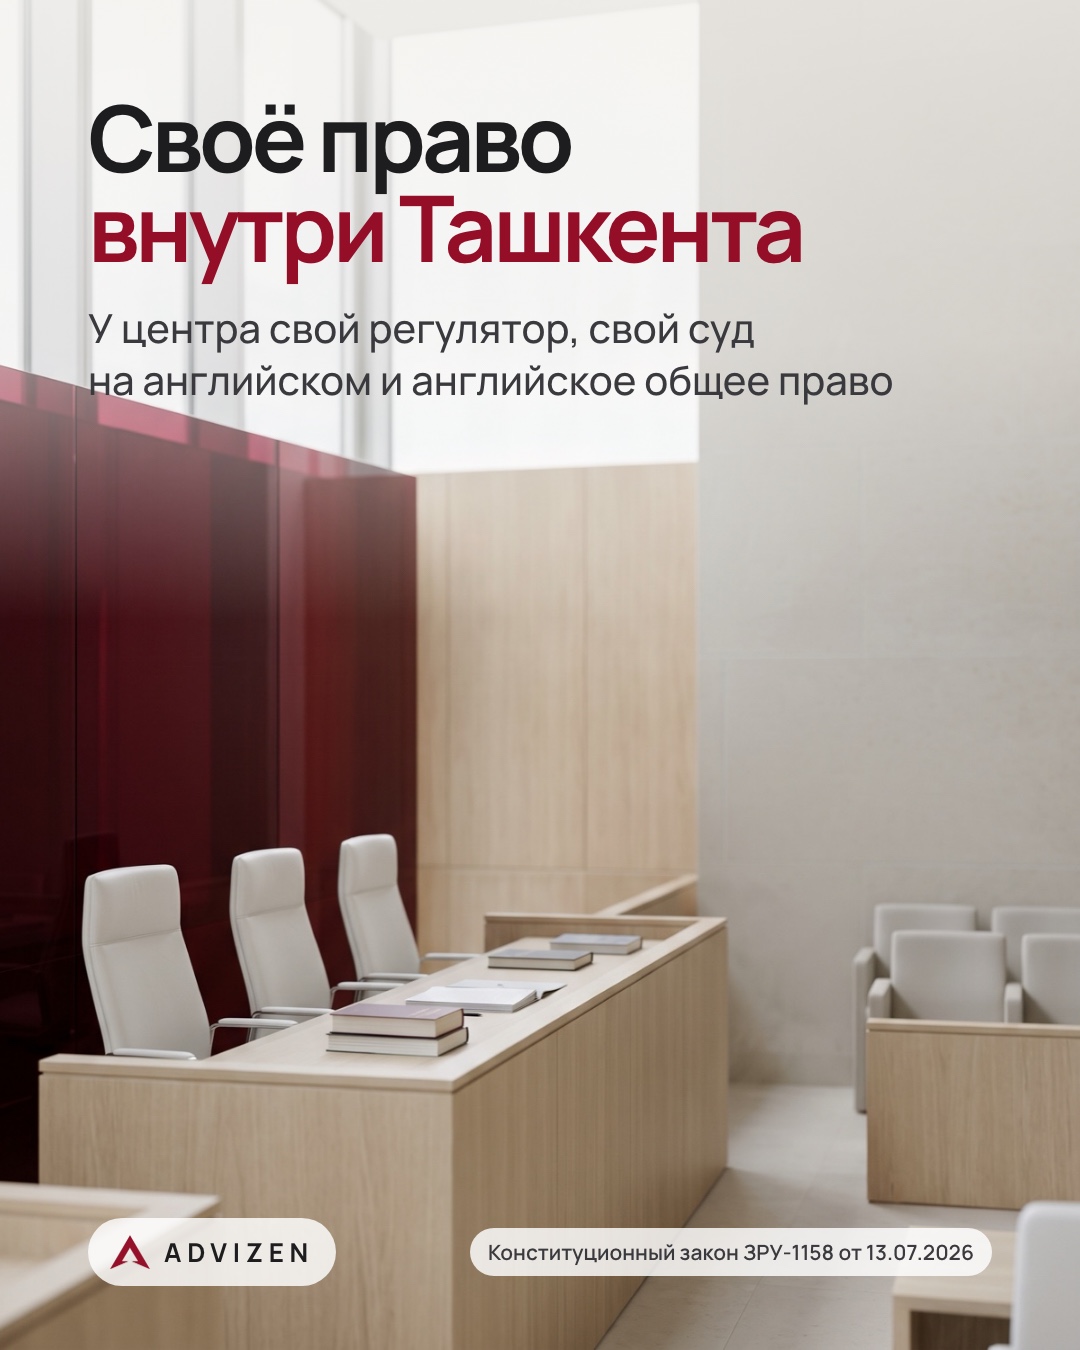 Своё право
внутри Ташкента
У центра свой регулятор, свой суд
на английском и английское общее право
ADVIZEN
Конституционный закон ЗРУ-1158 от 13.07.2026